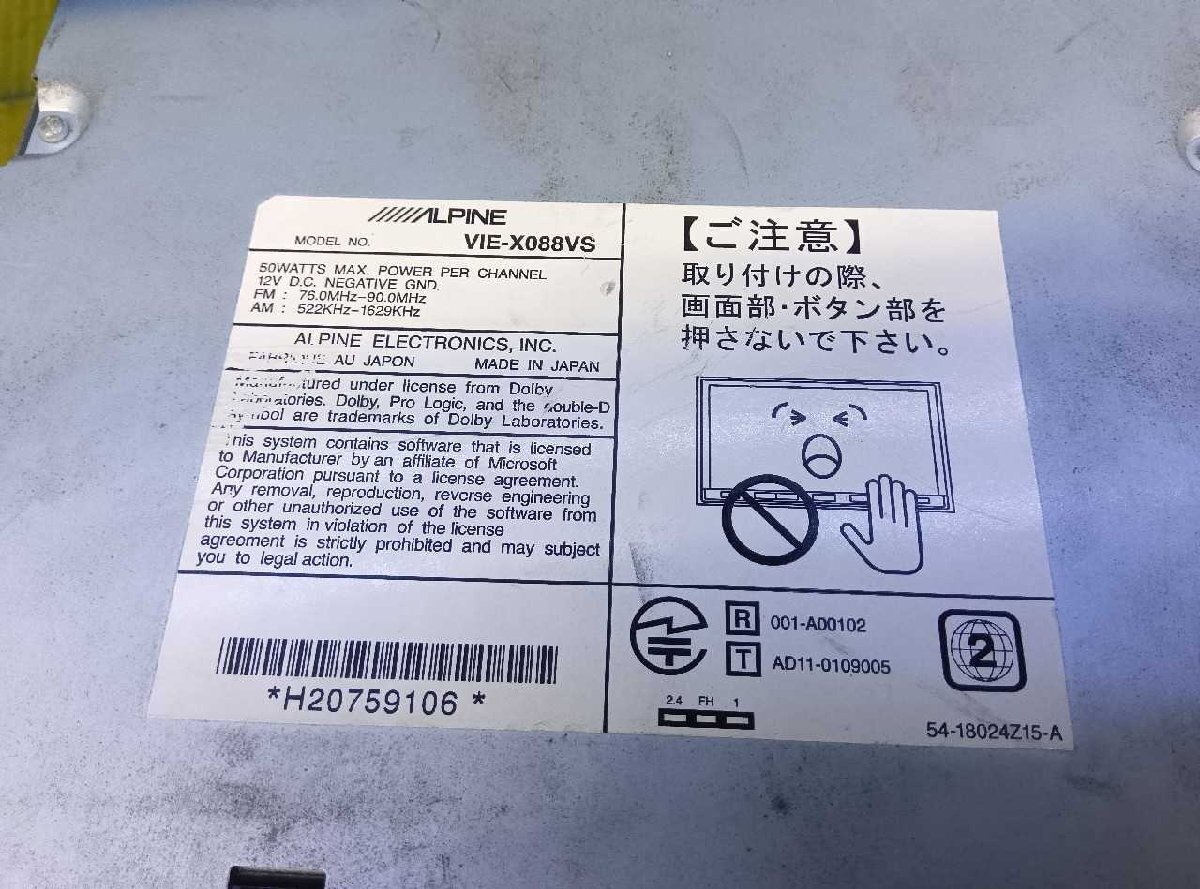 ALPINE
MODEL NO. VIE-X088VS
50WATTS MAX. POWER PER CHANNEL
12V D.C. NEGATIVE GND.
FM : 76.0MHz-90.0MHz
AM : 522KHz-1629KHz
ALPINE ELECTRONICS, INC.
AU JAPON MADE IN JAPAN
under license from Dolby
Dolby, Pro Logic, and the double-D
are trademarks of Dolby Laboratories.
This system contains software that is licensed
to Manufacturer by an affiliate of Microsoft
Corporation pursuant to a license agreement.
Any removal, reproduction, reverse engineering
or other unauthorized use of the software from
this system in violation of the license
agreement is strictly prohibited and may subject
you to legal action.
*H20759106*
【ご注意】
取り付けの際、
画面部・ボタン部を
押さないで下さい。
R 001-A00102
T AD11-0109005
2
2.4 FH 1
54-18024Z15-A